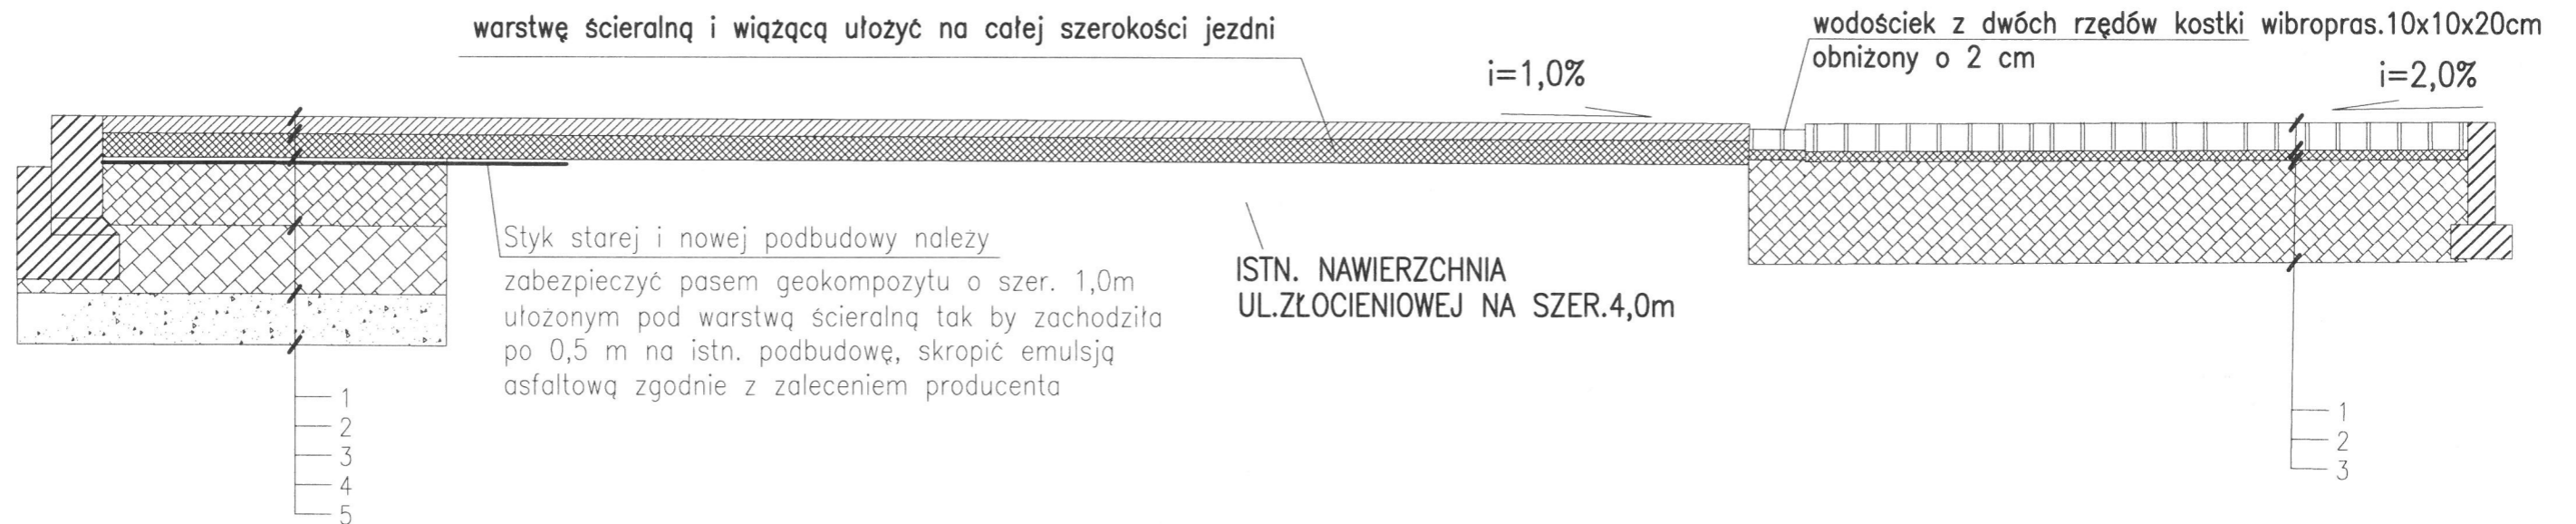 warstwę ścieralną i wiążącą ułożyć na całej szerokości jezdni
wodościek z dwóch rzędów kostki wibropras.10x10x20cm
obniżony o 2 cm
i=1,0%
i=2,0%
Styk starej i nowej podbudowy należy
zabezpieczyć pasem geokompozytu o szer. 1,0m
ułożonym pod warstwą ścieralną tak by zachodziła
po 0,5 m na istn. podbudowę, skropić emulsją
asfaltową zgodnie z zaleceniem producenta
ISTN. NAWIERZCHNIA
UL.ZŁOCIENIOWEJ NA SZER.4,0m
1
2
3
4
5
1
2
3